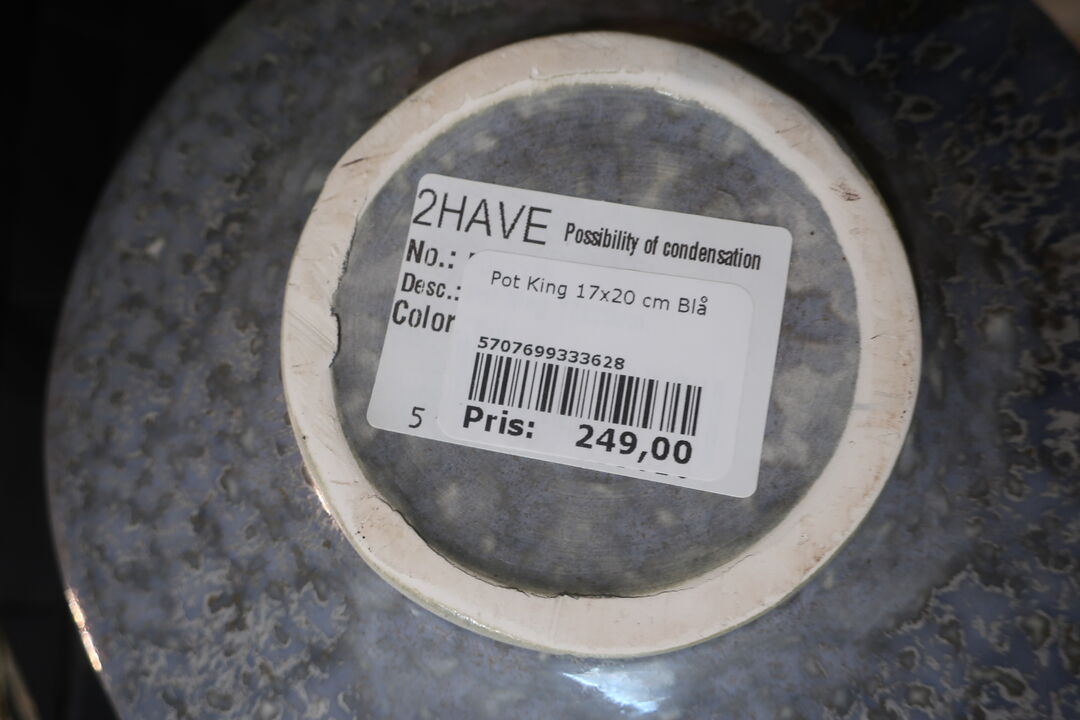 2HAVE Possibility of condensation
No.:
Desc.:
Color
Pot King 17x20 cm Blå
5707699333628
Pris: 249,00
5